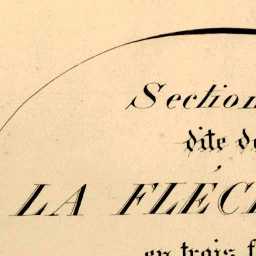 Section
dite d
LA FLÉC
en trois f